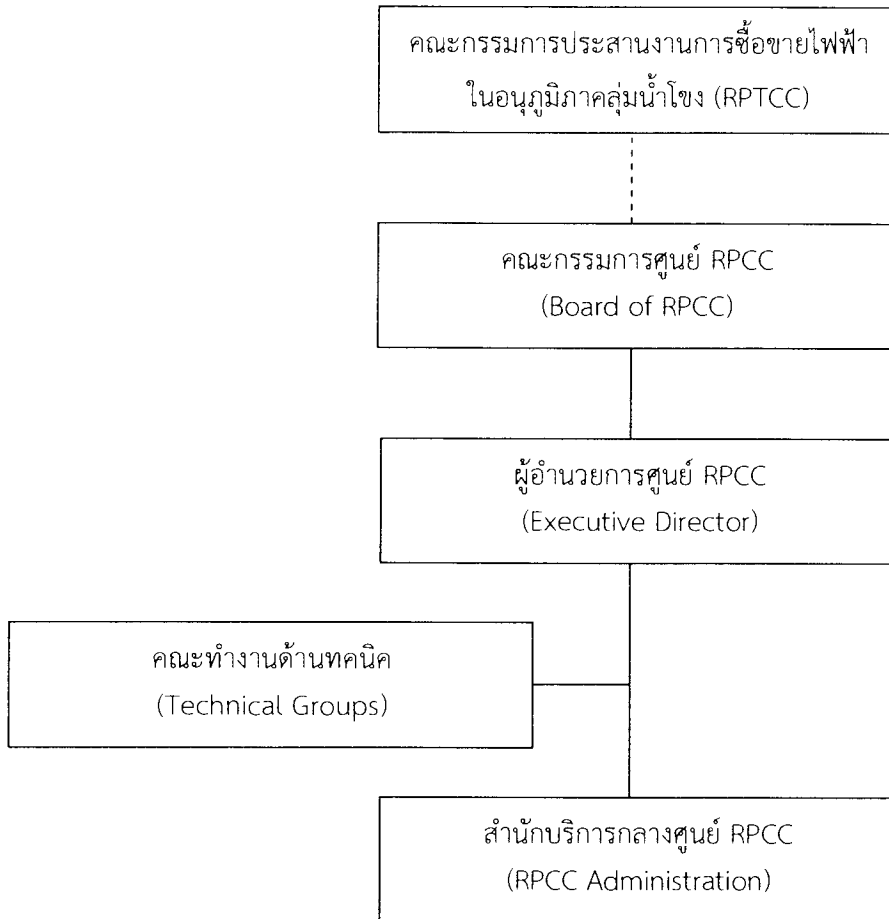 คณะกรรมการประสานงานการซื้อขายไฟฟ้า
ในอนุภูมิภาคลุ่มน้ำโขง (RPTCC)
คณะกรรมการศูนย์ RPCC
(Board of RPCC)
ผู้อำนวยการศูนย์ RPCC
(Executive Director)
คณะทำงานด้านทคนิค
(Technical Groups)
สำนักบริการกลางศูนย์ RPCC
(RPCC Administration)